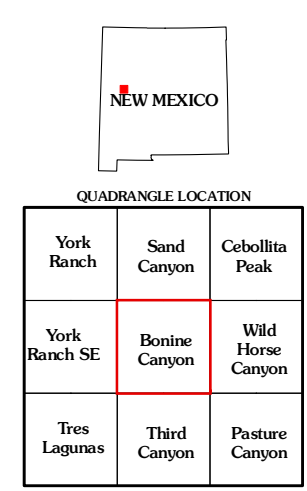 NEW MEXICO
QUADRANGLE LOCATION
York
Ranch
Sand
Canyon
Cebollita
Peak
York
Ranch SE
Bonine
Canyon
Wild
Horse
Canyon
Tres
Lagunas
Third
Canyon
Pasture
Canyon